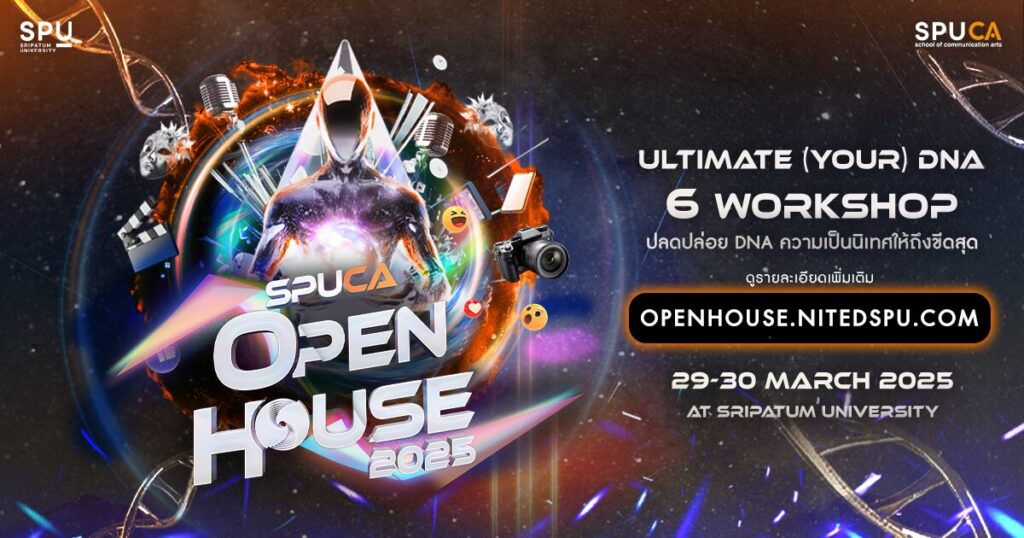 SPU
SRIPATUM
UNIVERSITY
SPUCA
school of communication arts
SPUCA
OPEN
HOUSE
2025
ULTIMATE (YOUR) DNA
6 WORKSHOP
ปลดปล่อย DNA ความเป็นนิเทศให้ถึงขีดสุด
ดูรายละเอียดเพิ่มเติม
OPENHOUSE.NITEDSPU.COM
29-30 MARCH 2025
AT SRIPATUM UNIVERSITY